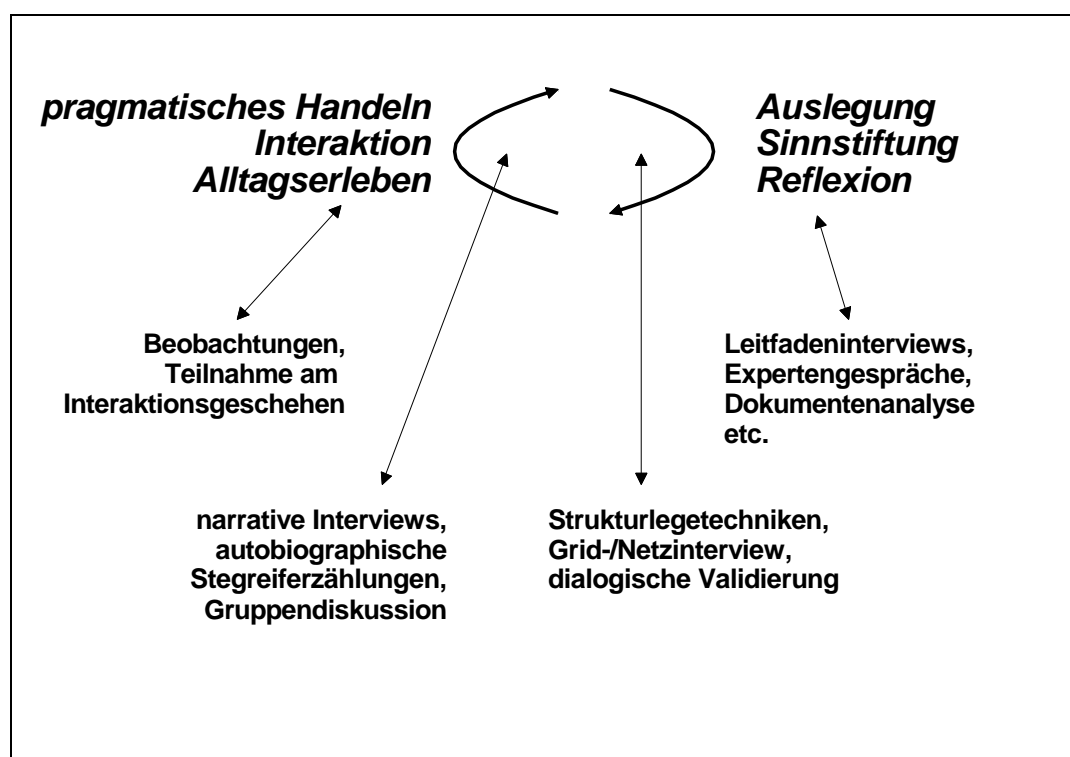 pragmatisches Handeln
Interaktion
Alltagserleben
Auslegung
Sinnstiftung
Reflexion
Beobachtungen,
Teilnahme am
Interaktionsgeschehen
Leitfadeninterviews,
Expertengespräche,
Dokumentenanalyse
etc.
narrative Interviews,
autobiographische
Stegreiferzählungen,
Gruppendiskussion
Strukturlegetechniken,
Grid-/Netzinterview,
dialogische Validierung